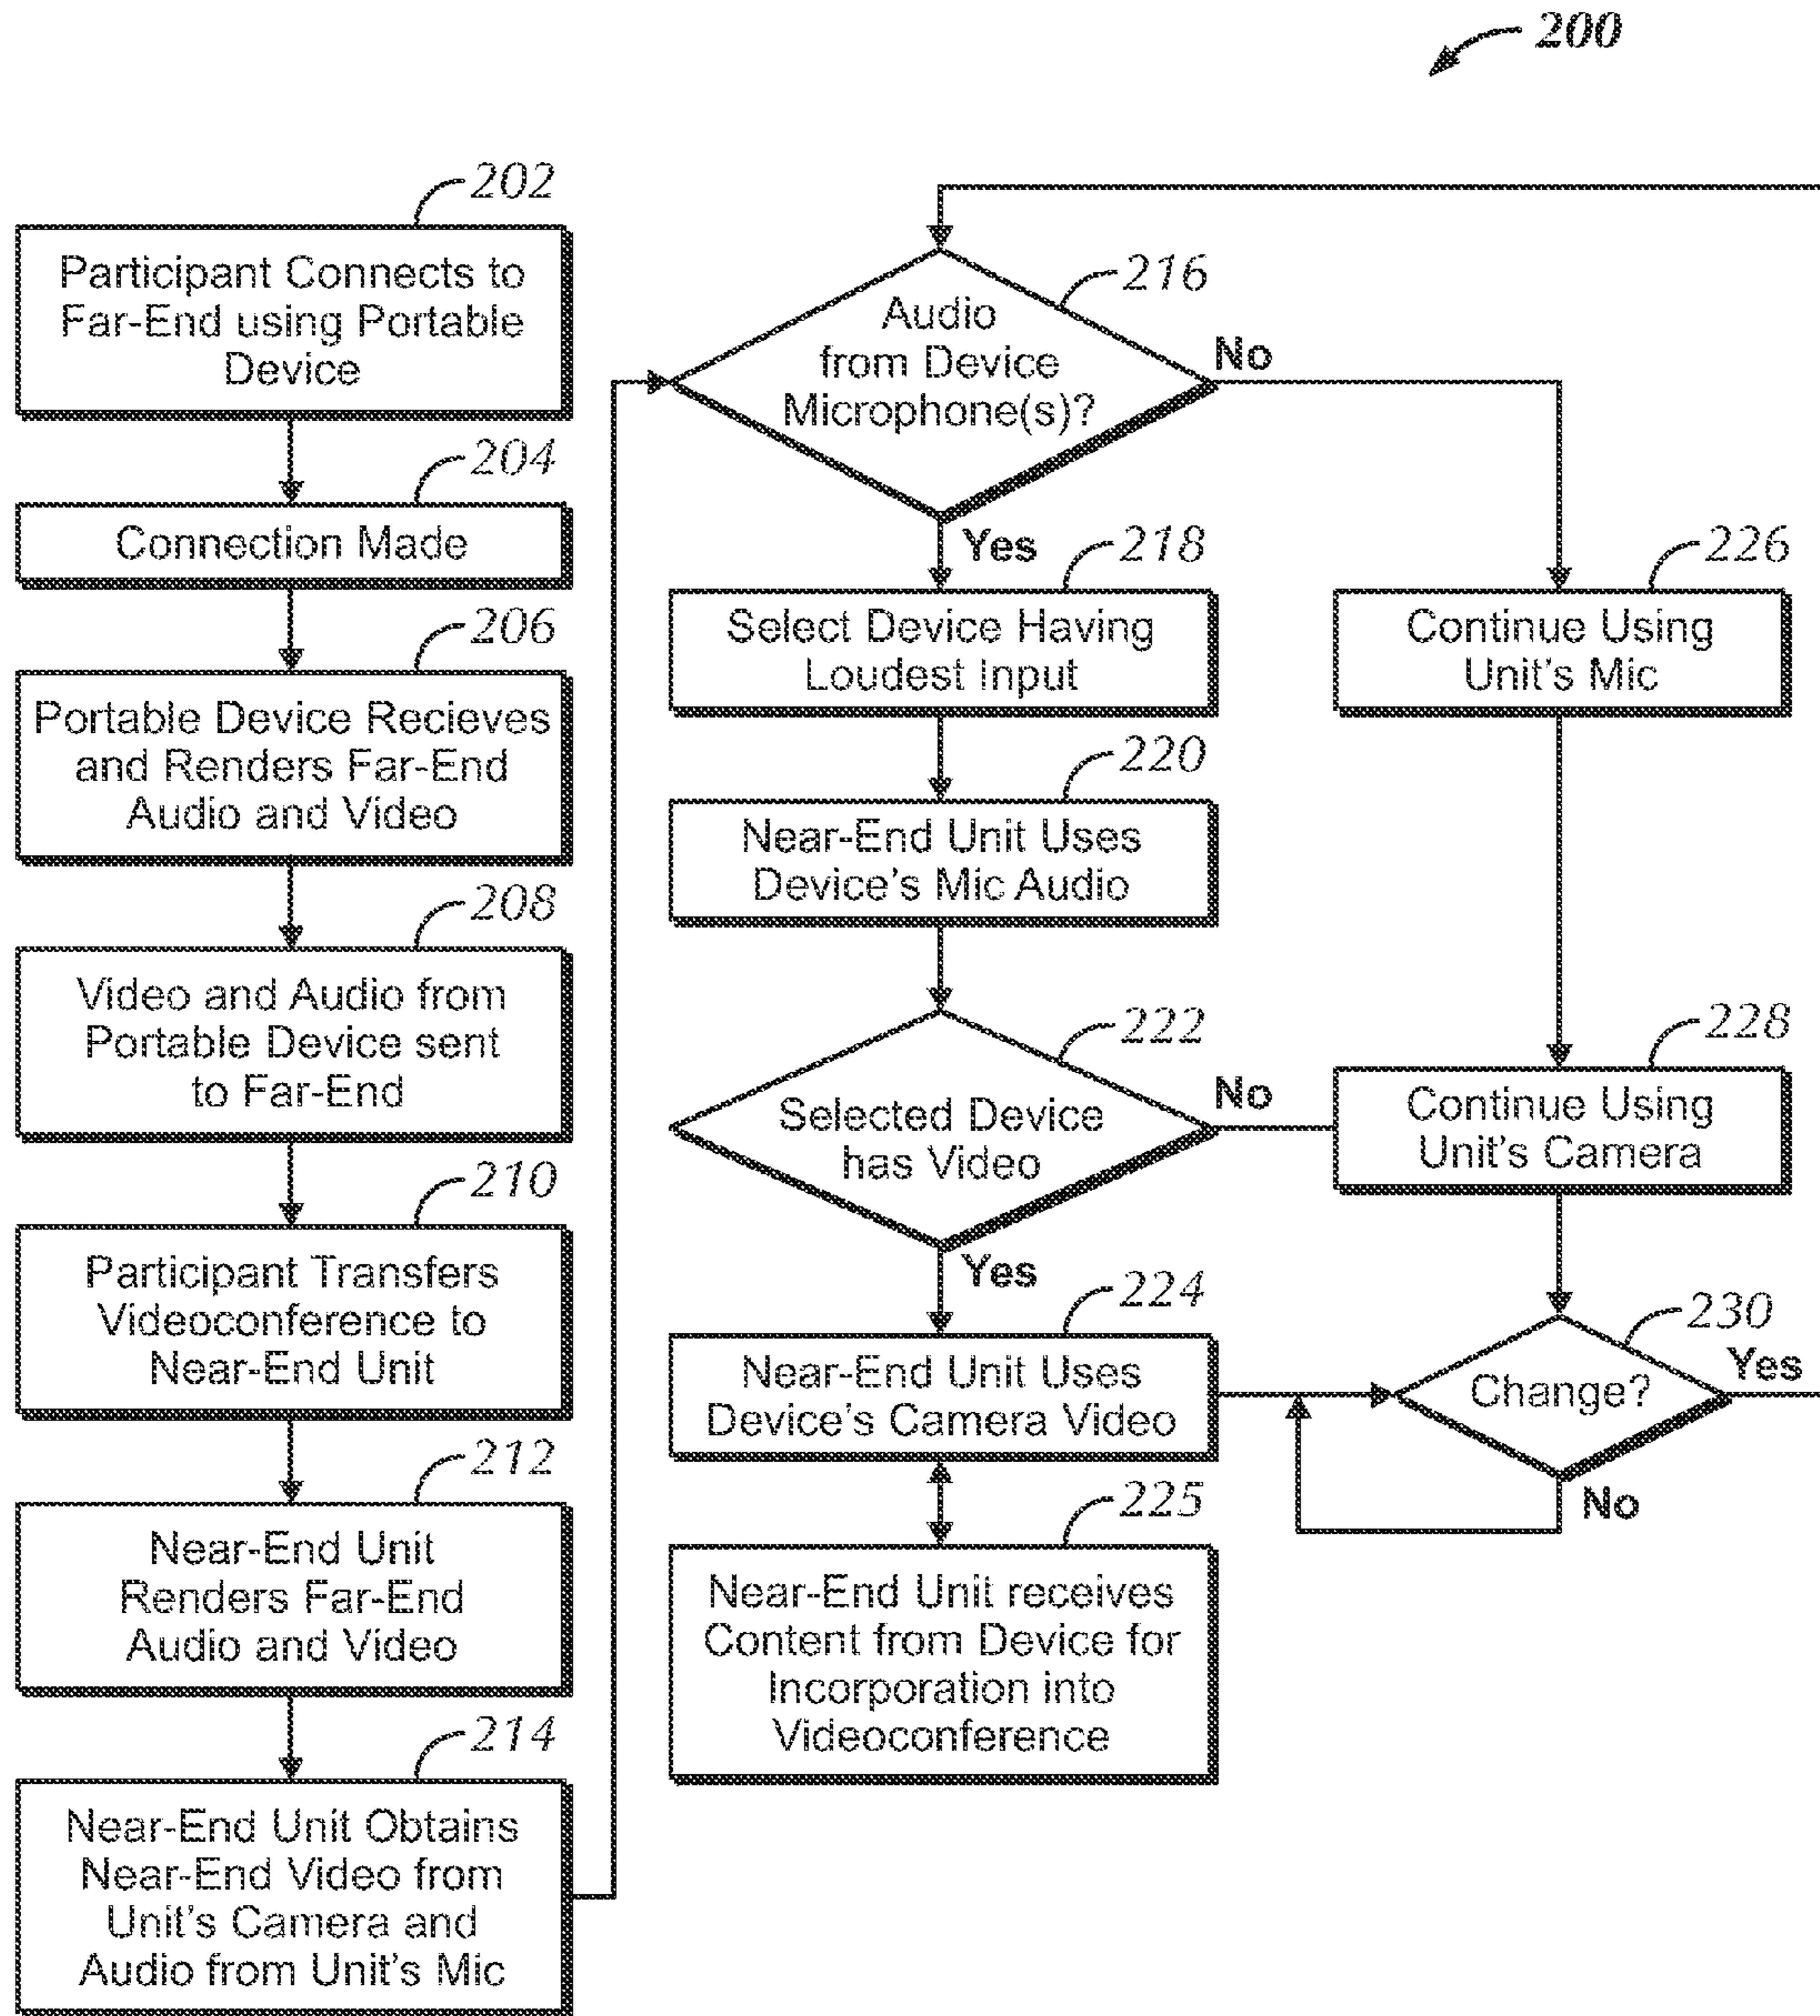 200
202
Participant Connects to
Far-End using Portable
Device
204
Connection Made
206
Portable Device Recieves
and Renders Far-End
Audio and Video
208
Video and Audio from
Portable Device sent
to Far-End
210
Participant Transfers
Videoconference to
Near-End Unit
212
Near-End Unit
Renders Far-End
Audio and Video
214
Near-End Unit Obtains
Near-End Video from
Unit's Camera and
Audio from Unit's Mic
216
Audio
from Device
Microphone(s)?
No
Yes
218
Select Device Having
Loudest Input
220
Near-End Unit Uses
Device's Mic Audio
222
Selected Device
has Video
No
Yes
224
Near-End Unit Uses
Device's Camera Video
225
Near-End Unit receives
Content from Device for
Incorporation into
Videoconference
226
Continue Using
Unit's Mic
228
Continue Using
Unit's Camera
230
Change?
Yes
No